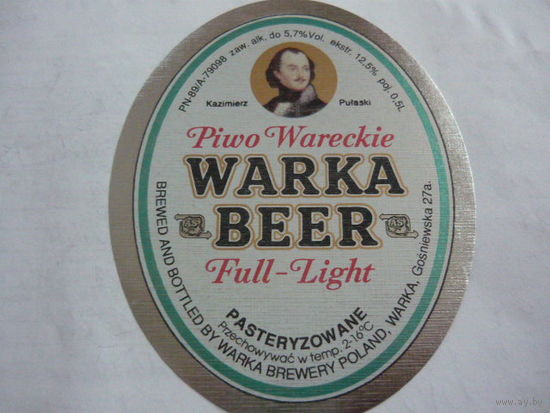 PN-89/A-79098 zaw. alk. do 5,7%Vol. ekstr. 12,5% poj. 0,5L
Kazimierz Pułaski
Piwo Wareckie
WARKA
BEER
Full-Light
PASTERYZOWANE
Przechowywać w temp. 2-16°C
BREWED AND BOTTLED BY WARKA BREWERY POLAND, WARKA, Gośniewska 27a.
www.ay.by